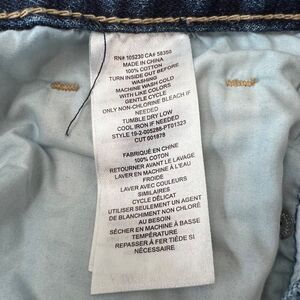 RN# 105230 CA# 58350
MADE IN CHINA
100% COTTON
TURN INSIDE OUT BEFORE
WASHING
MACHINE WASH COLD
WITH LIKE COLORS
GENTLE CYCLE
ONLY NON-CHLORINE BLEACH IF
NEEDED
TUMBLE DRY LOW
COOL IRON IF NEEDED
STYLE 19-2-005285-PT01323
CUT 001878
FABRIQUÉ EN CHINE
100% COTON
RETOURNER AVANT LE LAVAGE
LAVER EN MACHINE À L'EAU
FROIDE
LAVER AVEC COULEURS
SIMILAIRES
CYCLE DÉLICAT
UTILISER SEULEMENT UN AGENT
DE BLANCHIMENT NON CHLORÉ
AU BESOIN
SÉCHER EN MACHINE À BASSE
TEMPÉRATURE
REPASSER À FER TIÈDE SI
NÉCESSAIRE